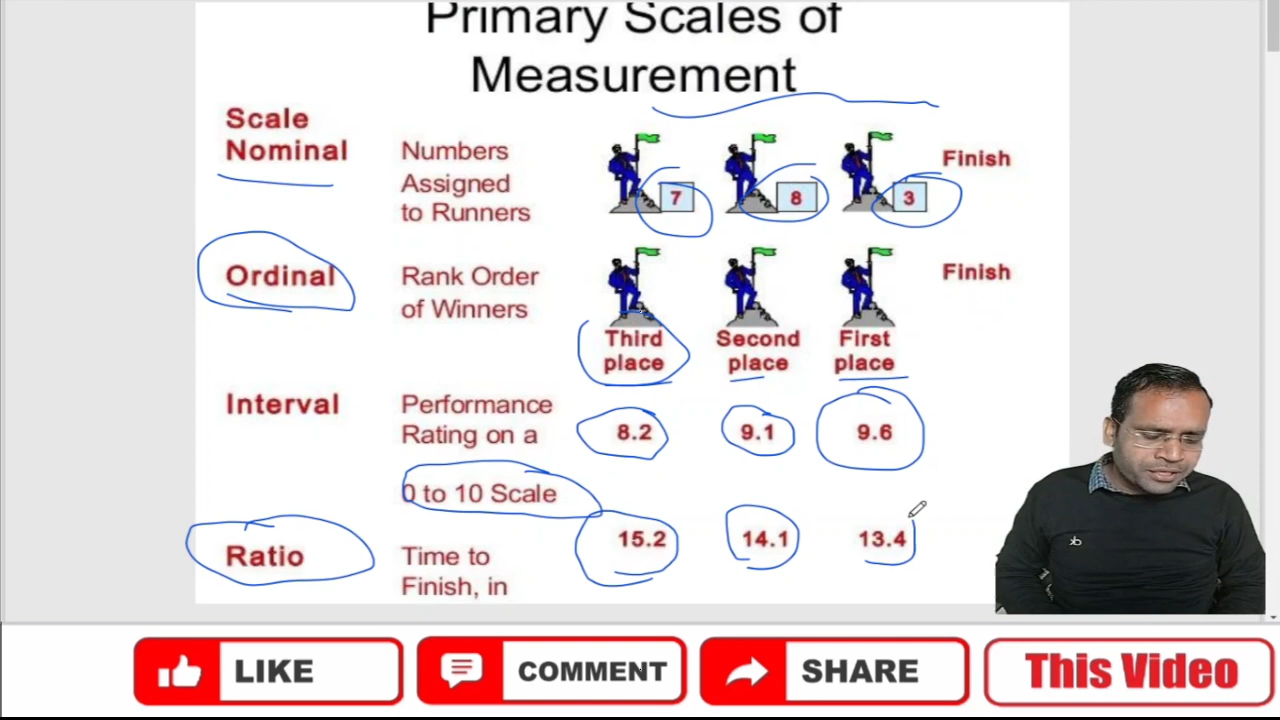 Primary Scales of
Measurement
Scale
Nominal
Numbers
Assigned
to Runners
7
8
3
Finish
Ordinal
Rank Order
of Winners
Finish
Third
place
Second
place
First
place
Interval
Performance
Rating on a
0 to 10 Scale
8.2
9.1
9.6
Ratio
Time to
Finish, in
15.2
14.1
13.4
LIKE
COMMENT
SHARE
This Video